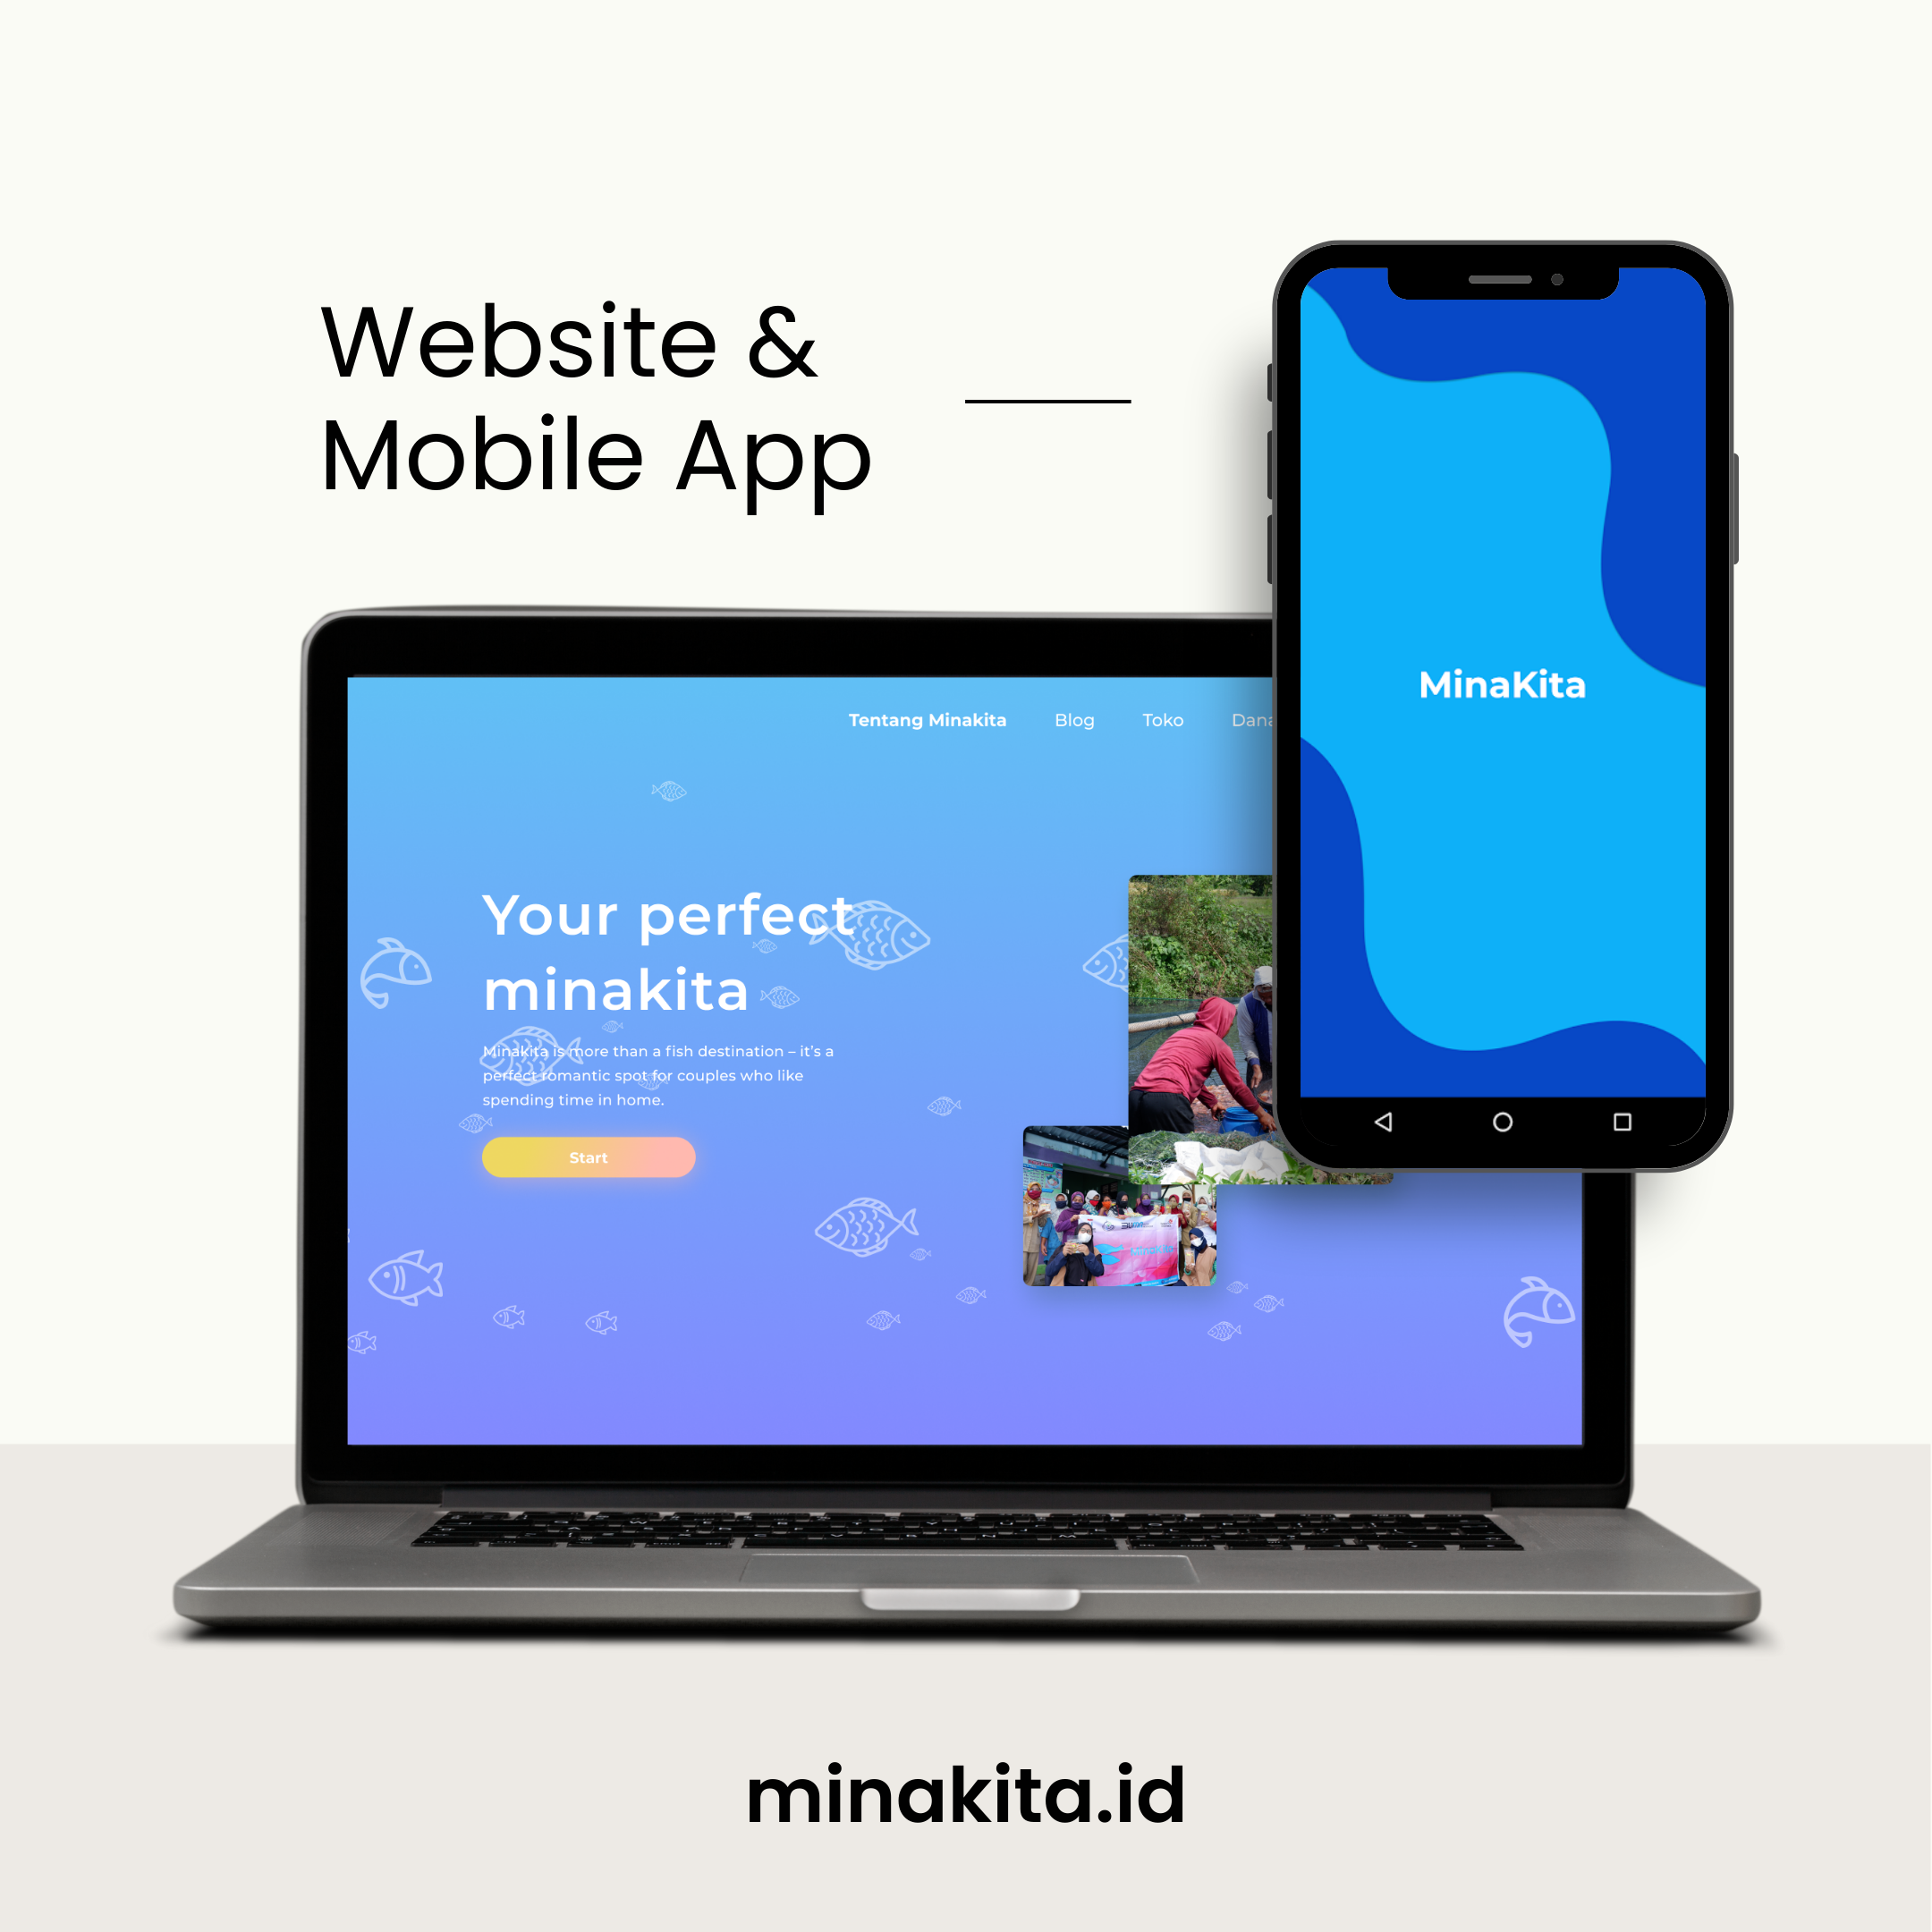 Website &
Mobile App
MinaKita
Tentang Minakita Blog Toko
Your perfect
minakita
Minakita is more than a fish destination – it's a
perfect romantic spot for couples who like
spending time in home.
Start
minakita.id